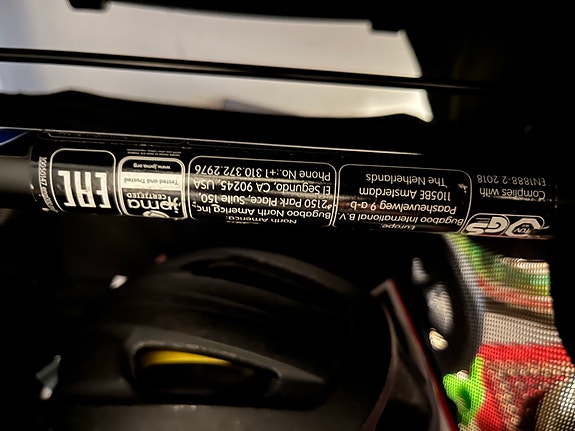 TÜV
GS
Complies with
EN1888-2:2018
Europe:
Bugaboo International B.V.
Paasheuvelweg 9 a-b
1105BE Amsterdam
The Netherlands
North America
Bugaboo North America Inc.
2150 Park Place, Suite 150,
El Segundo, CA 90245, USA
Phone No.:+1 310.372.2976
jpma
CERTIFIED
Tested and Trusted
www.jpma.org
EAC